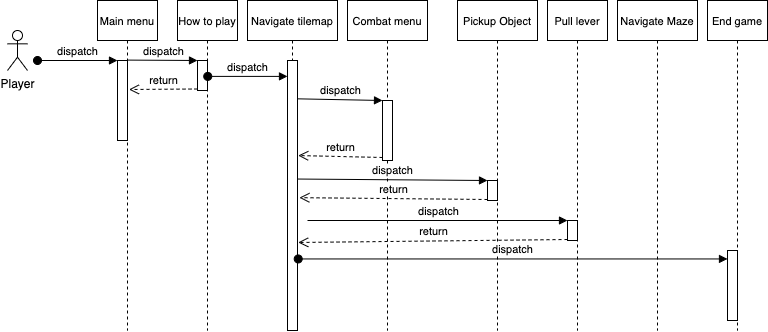 Main menu
How to play
Navigate tilemap
Combat menu
Pickup Object
Pull lever
Navigate Maze
End game
dispatch
dispatch
Player
return
dispatch
dispatch
return
dispatch
return
dispatch
return
dispatch